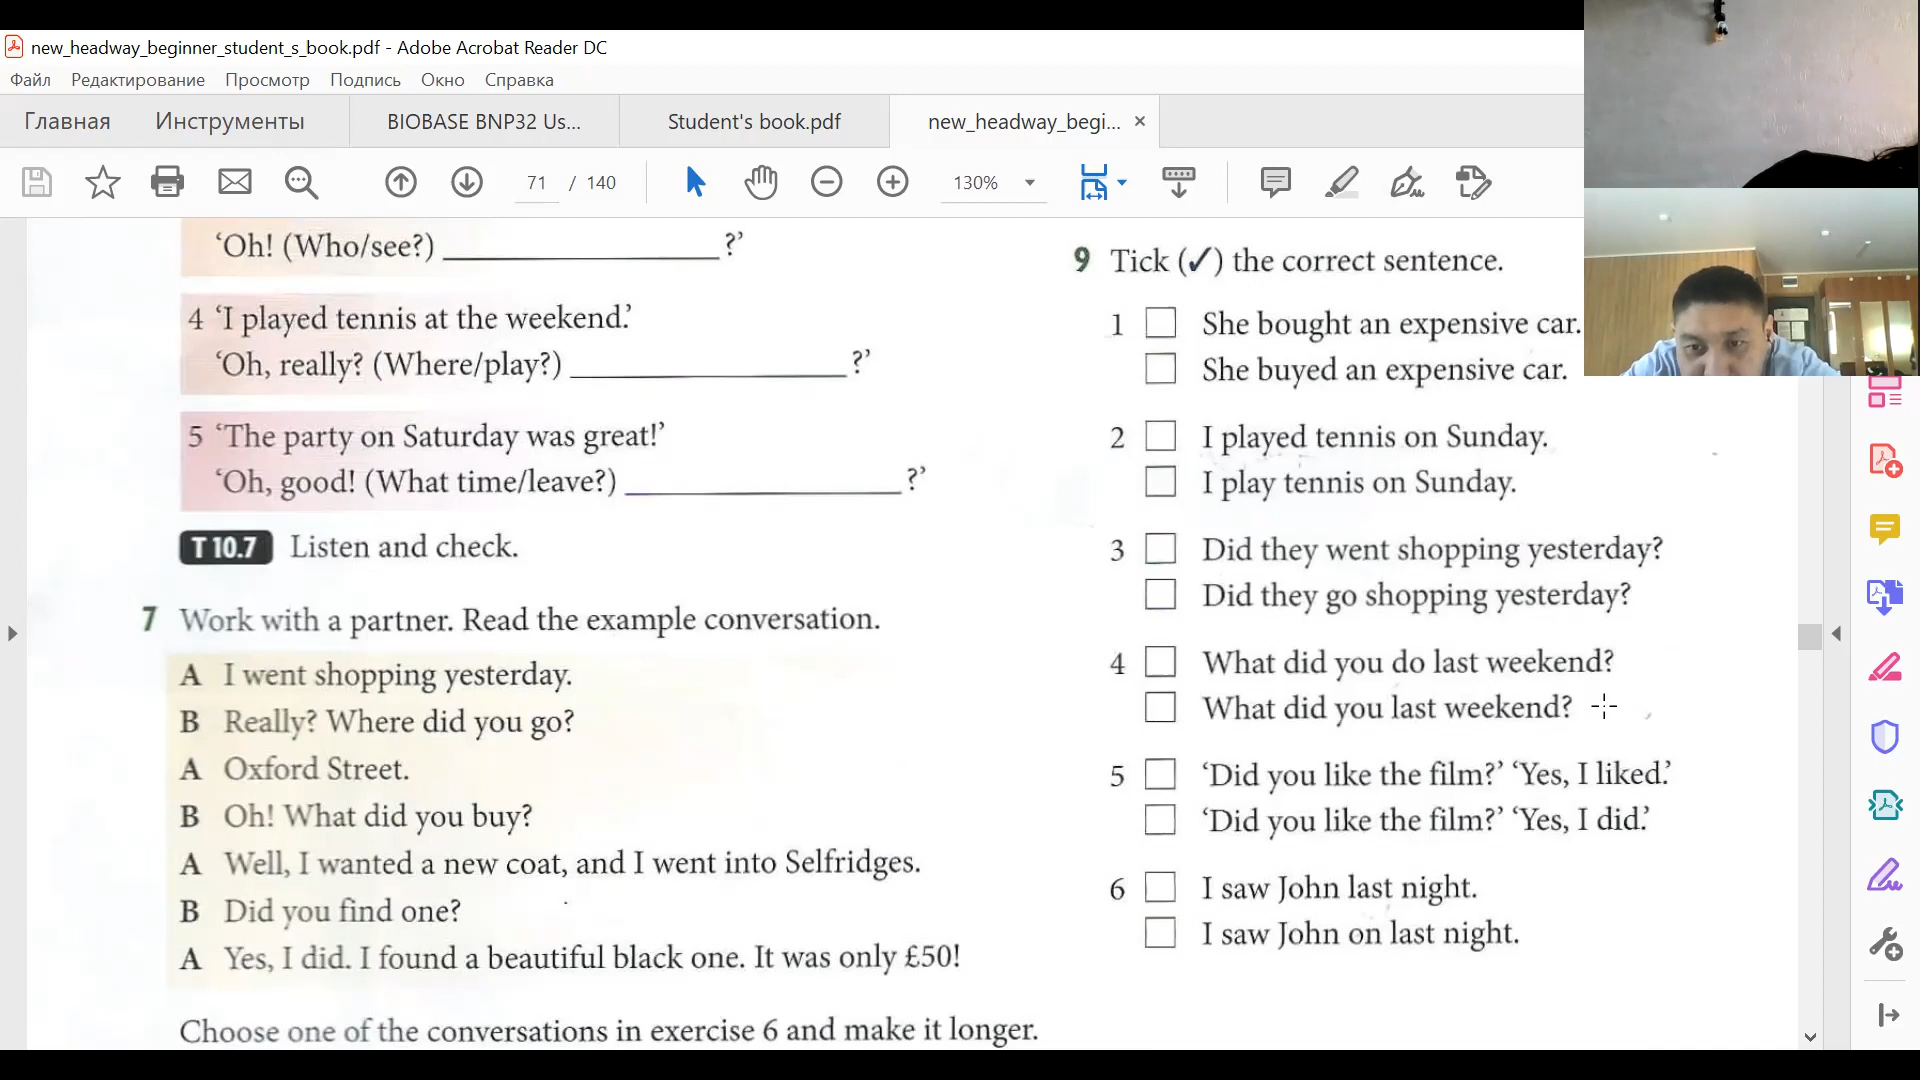 new_headway_beginner_student_s_book.pdf - Adobe Acrobat Reader DC
Файл Редактирование Просмотр Подпись Окно Справка
Главная Инструменты BIOBASE BNP32 Us... Student's book.pdf new_headway_begi... ×
71 / 140 130%
‘Oh! (Who/see?) ____________________?’
4 ‘I played tennis at the weekend.’
‘Oh, really? (Where/play?) ____________________?’
5 ‘The party on Saturday was great!’
‘Oh, good! (What time/leave?) ____________________?’
T 10.7 Listen and check.
7 Work with a partner. Read the example conversation.
A I went shopping yesterday.
B Really? Where did you go?
A Oxford Street.
B Oh! What did you buy?
A Well, I wanted a new coat, and I went into Selfridges.
B Did you find one?
A Yes, I did. I found a beautiful black one. It was only £50!
Choose one of the conversations in exercise 6 and make it longer.
9 Tick (✓) the correct sentence.
1 She bought an expensive car.
She buyed an expensive car.
2 I played tennis on Sunday.
I play tennis on Sunday.
3 Did they went shopping yesterday?
Did they go shopping yesterday?
4 What did you do last weekend?
What did you last weekend?
5 ‘Did you like the film?’ ‘Yes, I liked.’
‘Did you like the film?’ ‘Yes, I did.’
6 I saw John last night.
I saw John on last night.